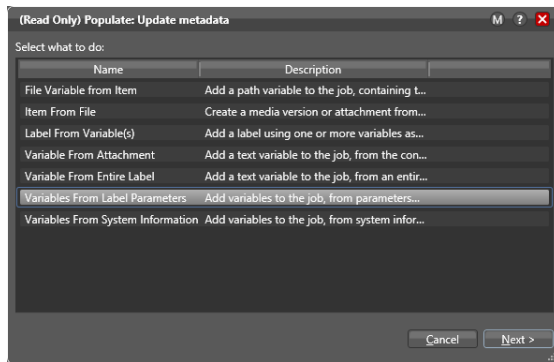 (Read Only) Populate: Update metadata M ? X
Select what to do:
Name Description
File Variable from Item Add a path variable to the job, containing t...
Item From File Create a media version or attachment from...
Label From Variable(s) Add a label using one or more variables as...
Variable From Attachment Add a text variable to the job, from the con...
Variable From Entire Label Add a text variable to the job, from an entir...
Variables From Label Parameters Add variables to the job, from parameters...
Variables From System Information Add variables to the job, from system infor...
Cancel Next >